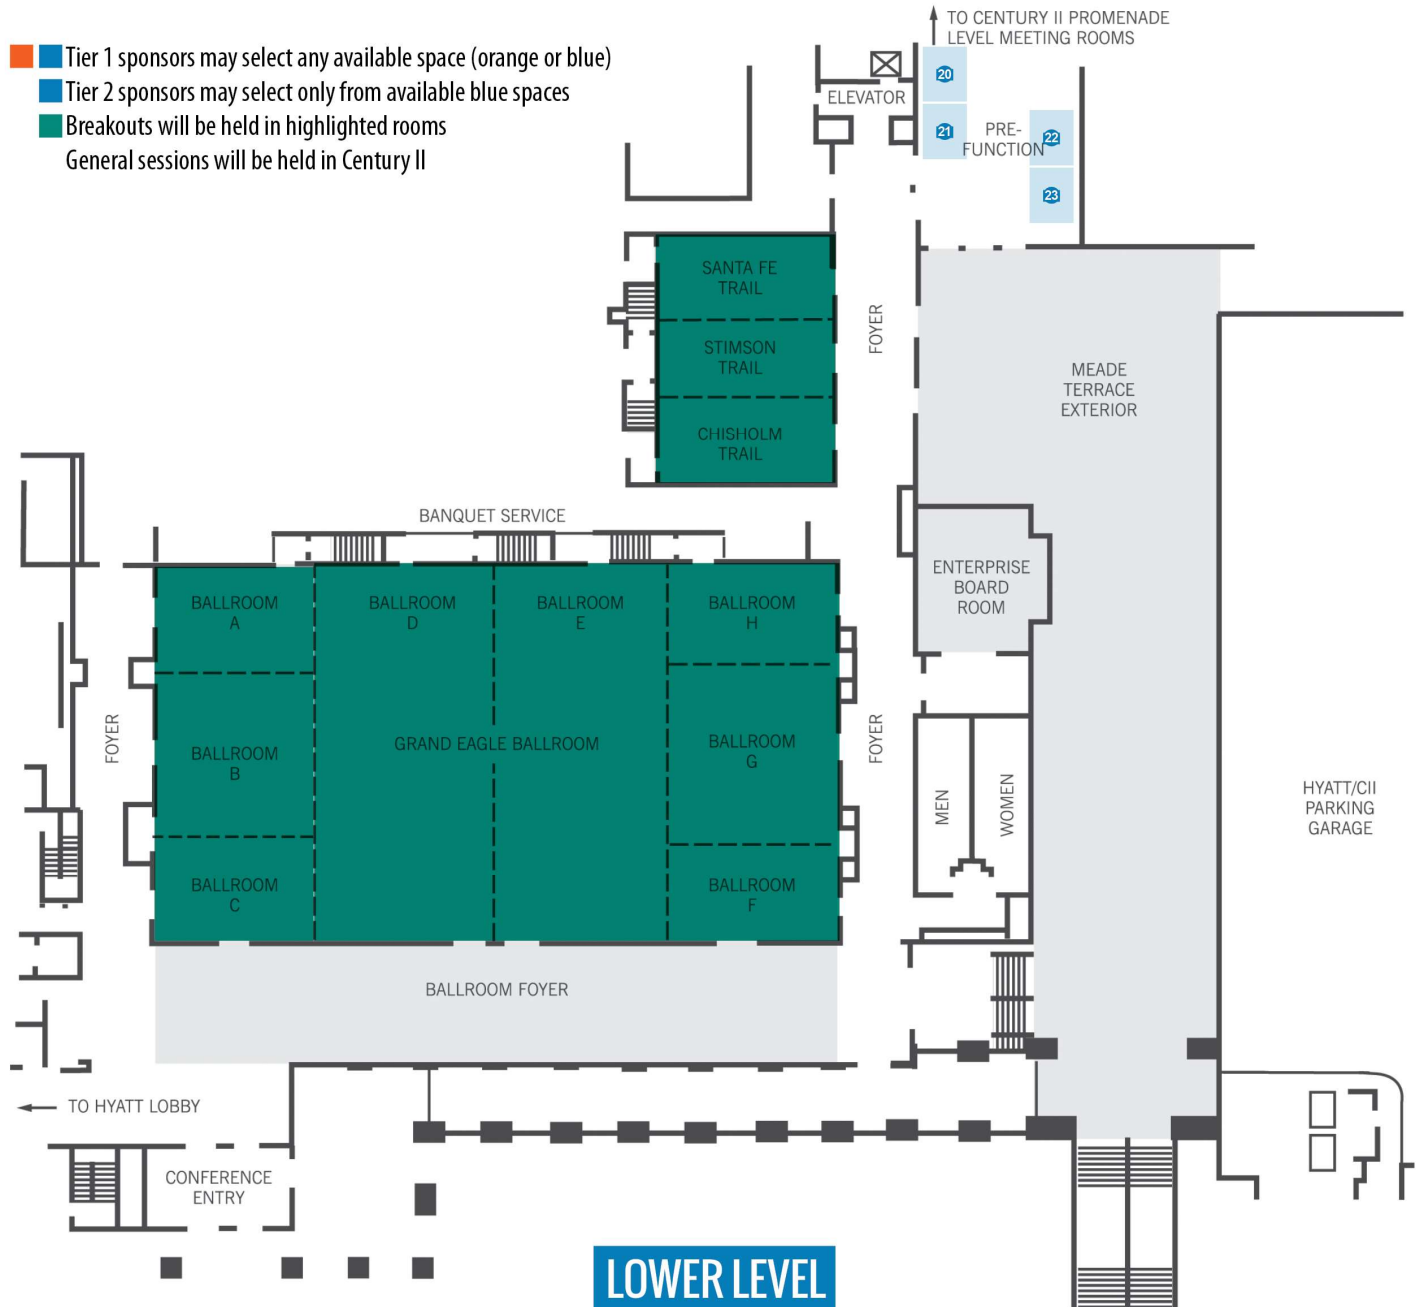 TO CENTURY II PROMENADE
LEVEL MEETING ROOMS
Tier 1 sponsors may select any available space (orange or blue)
Tier 2 sponsors may select only from available blue spaces
Breakouts will be held in highlighted rooms
General sessions will be held in Century II
ELEVATOR
20
21
PRE-
FUNCTION
22
23
SANTA FE
TRAIL
STIMSON
TRAIL
CHISHOLM
TRAIL
FOYER
MEADE
TERRACE
EXTERIOR
BANQUET SERVICE
ENTERPRISE
BOARD
ROOM
BALLROOM
A
BALLROOM
D
BALLROOM
E
BALLROOM
H
FOYER
BALLROOM
B
GRAND EAGLE BALLROOM
BALLROOM
G
FOYER
MEN
WOMEN
HYATT/CII
PARKING
GARAGE
BALLROOM
C
BALLROOM
F
BALLROOM FOYER
TO HYATT LOBBY
CONFERENCE
ENTRY
LOWER LEVEL